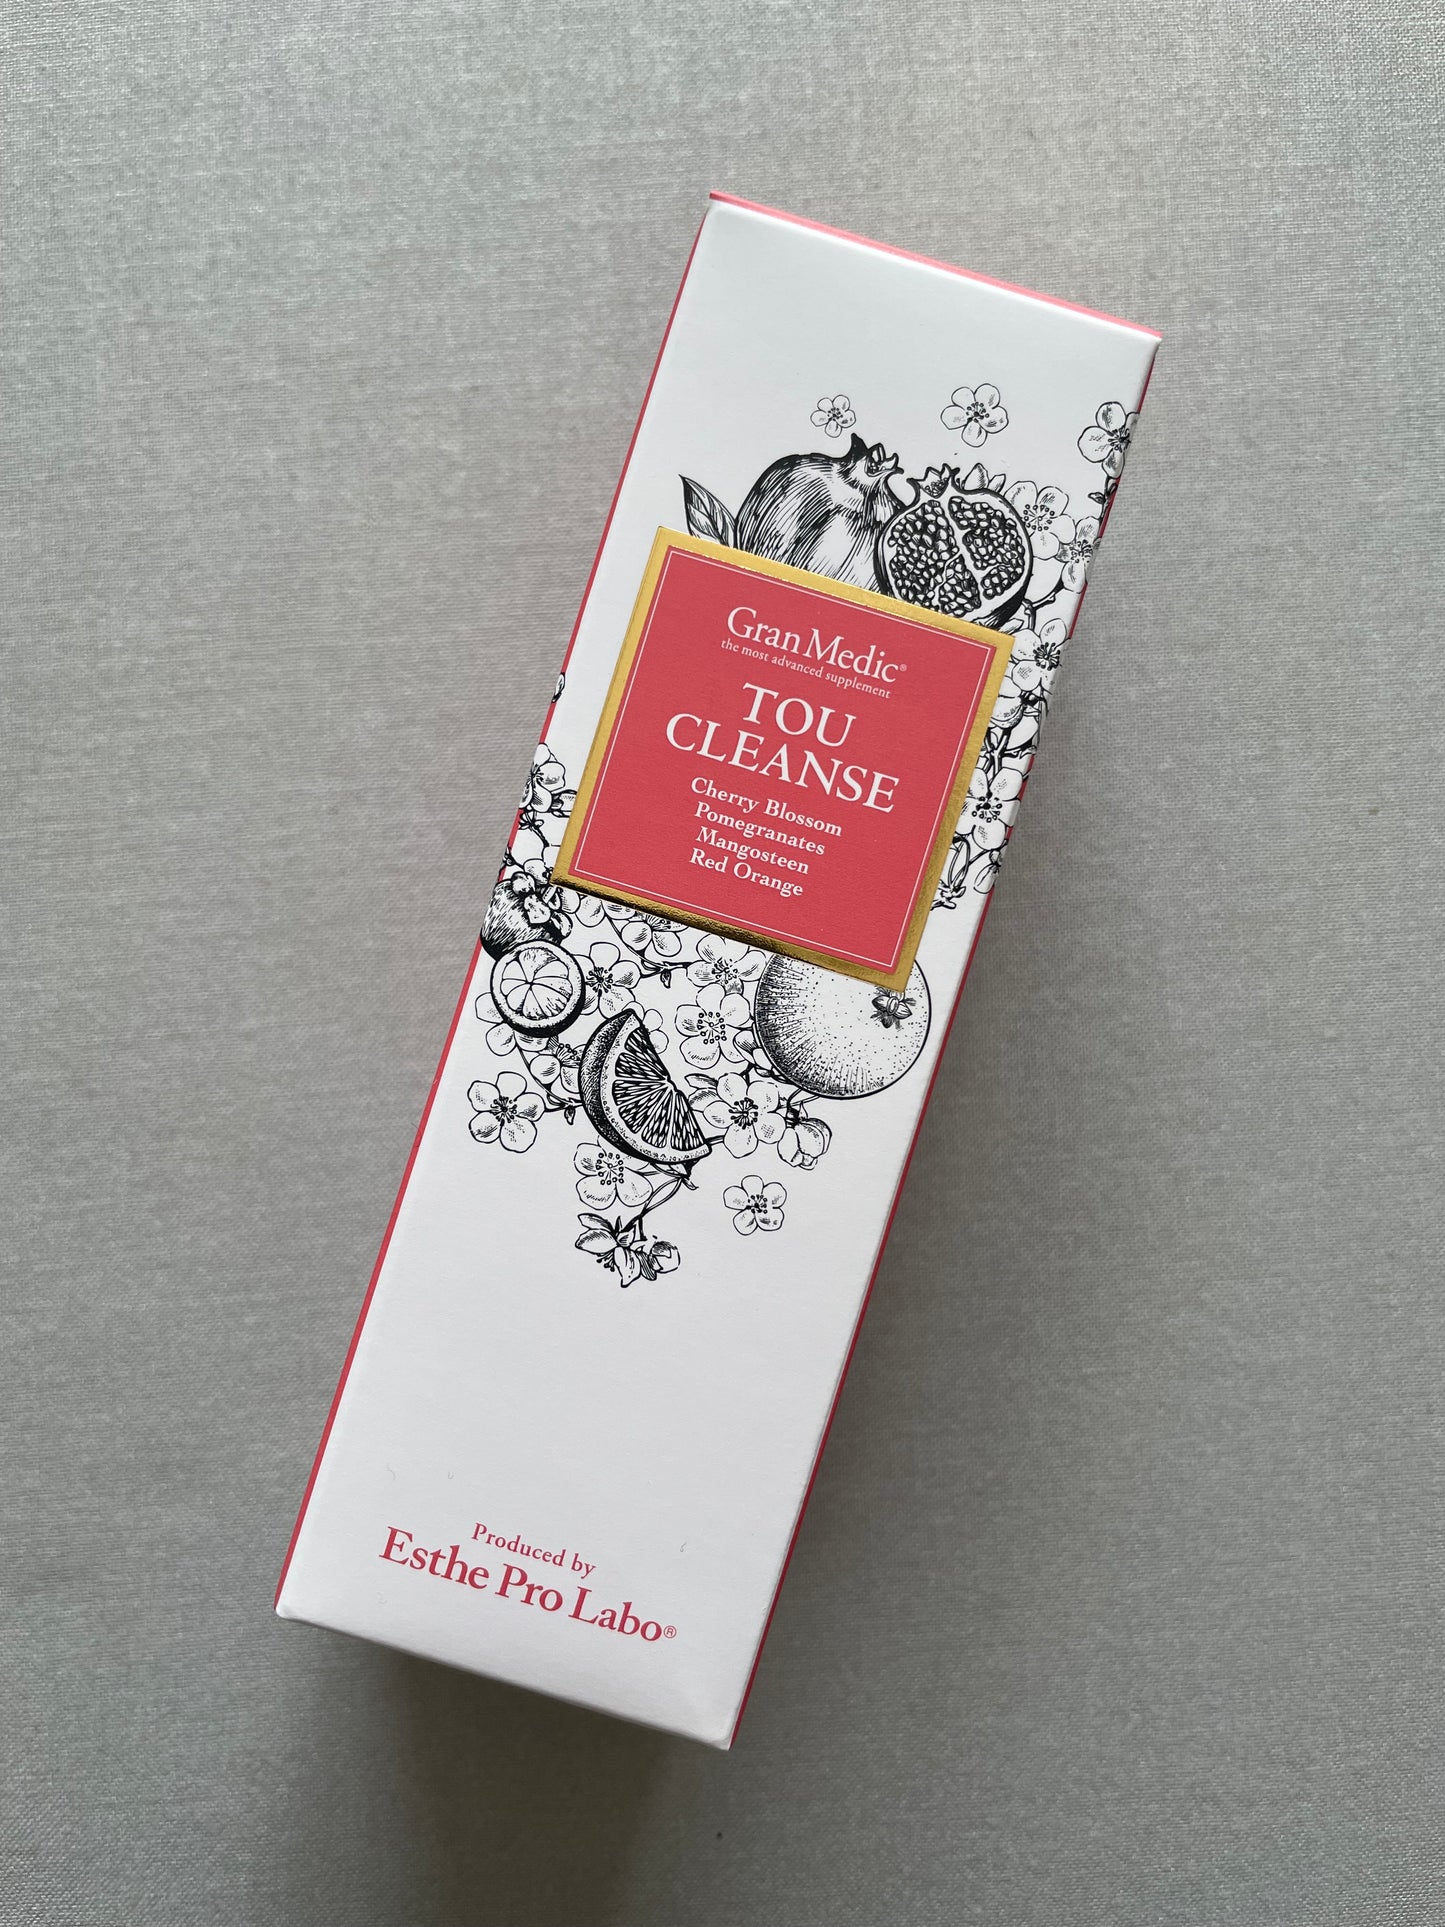 Gran Medic®
the most advanced supplement
TOU
CLEANSE
Cherry Blossom
Pomegranates
Mangosteen
Red Orange
Produced by
Esthe Pro Labo®